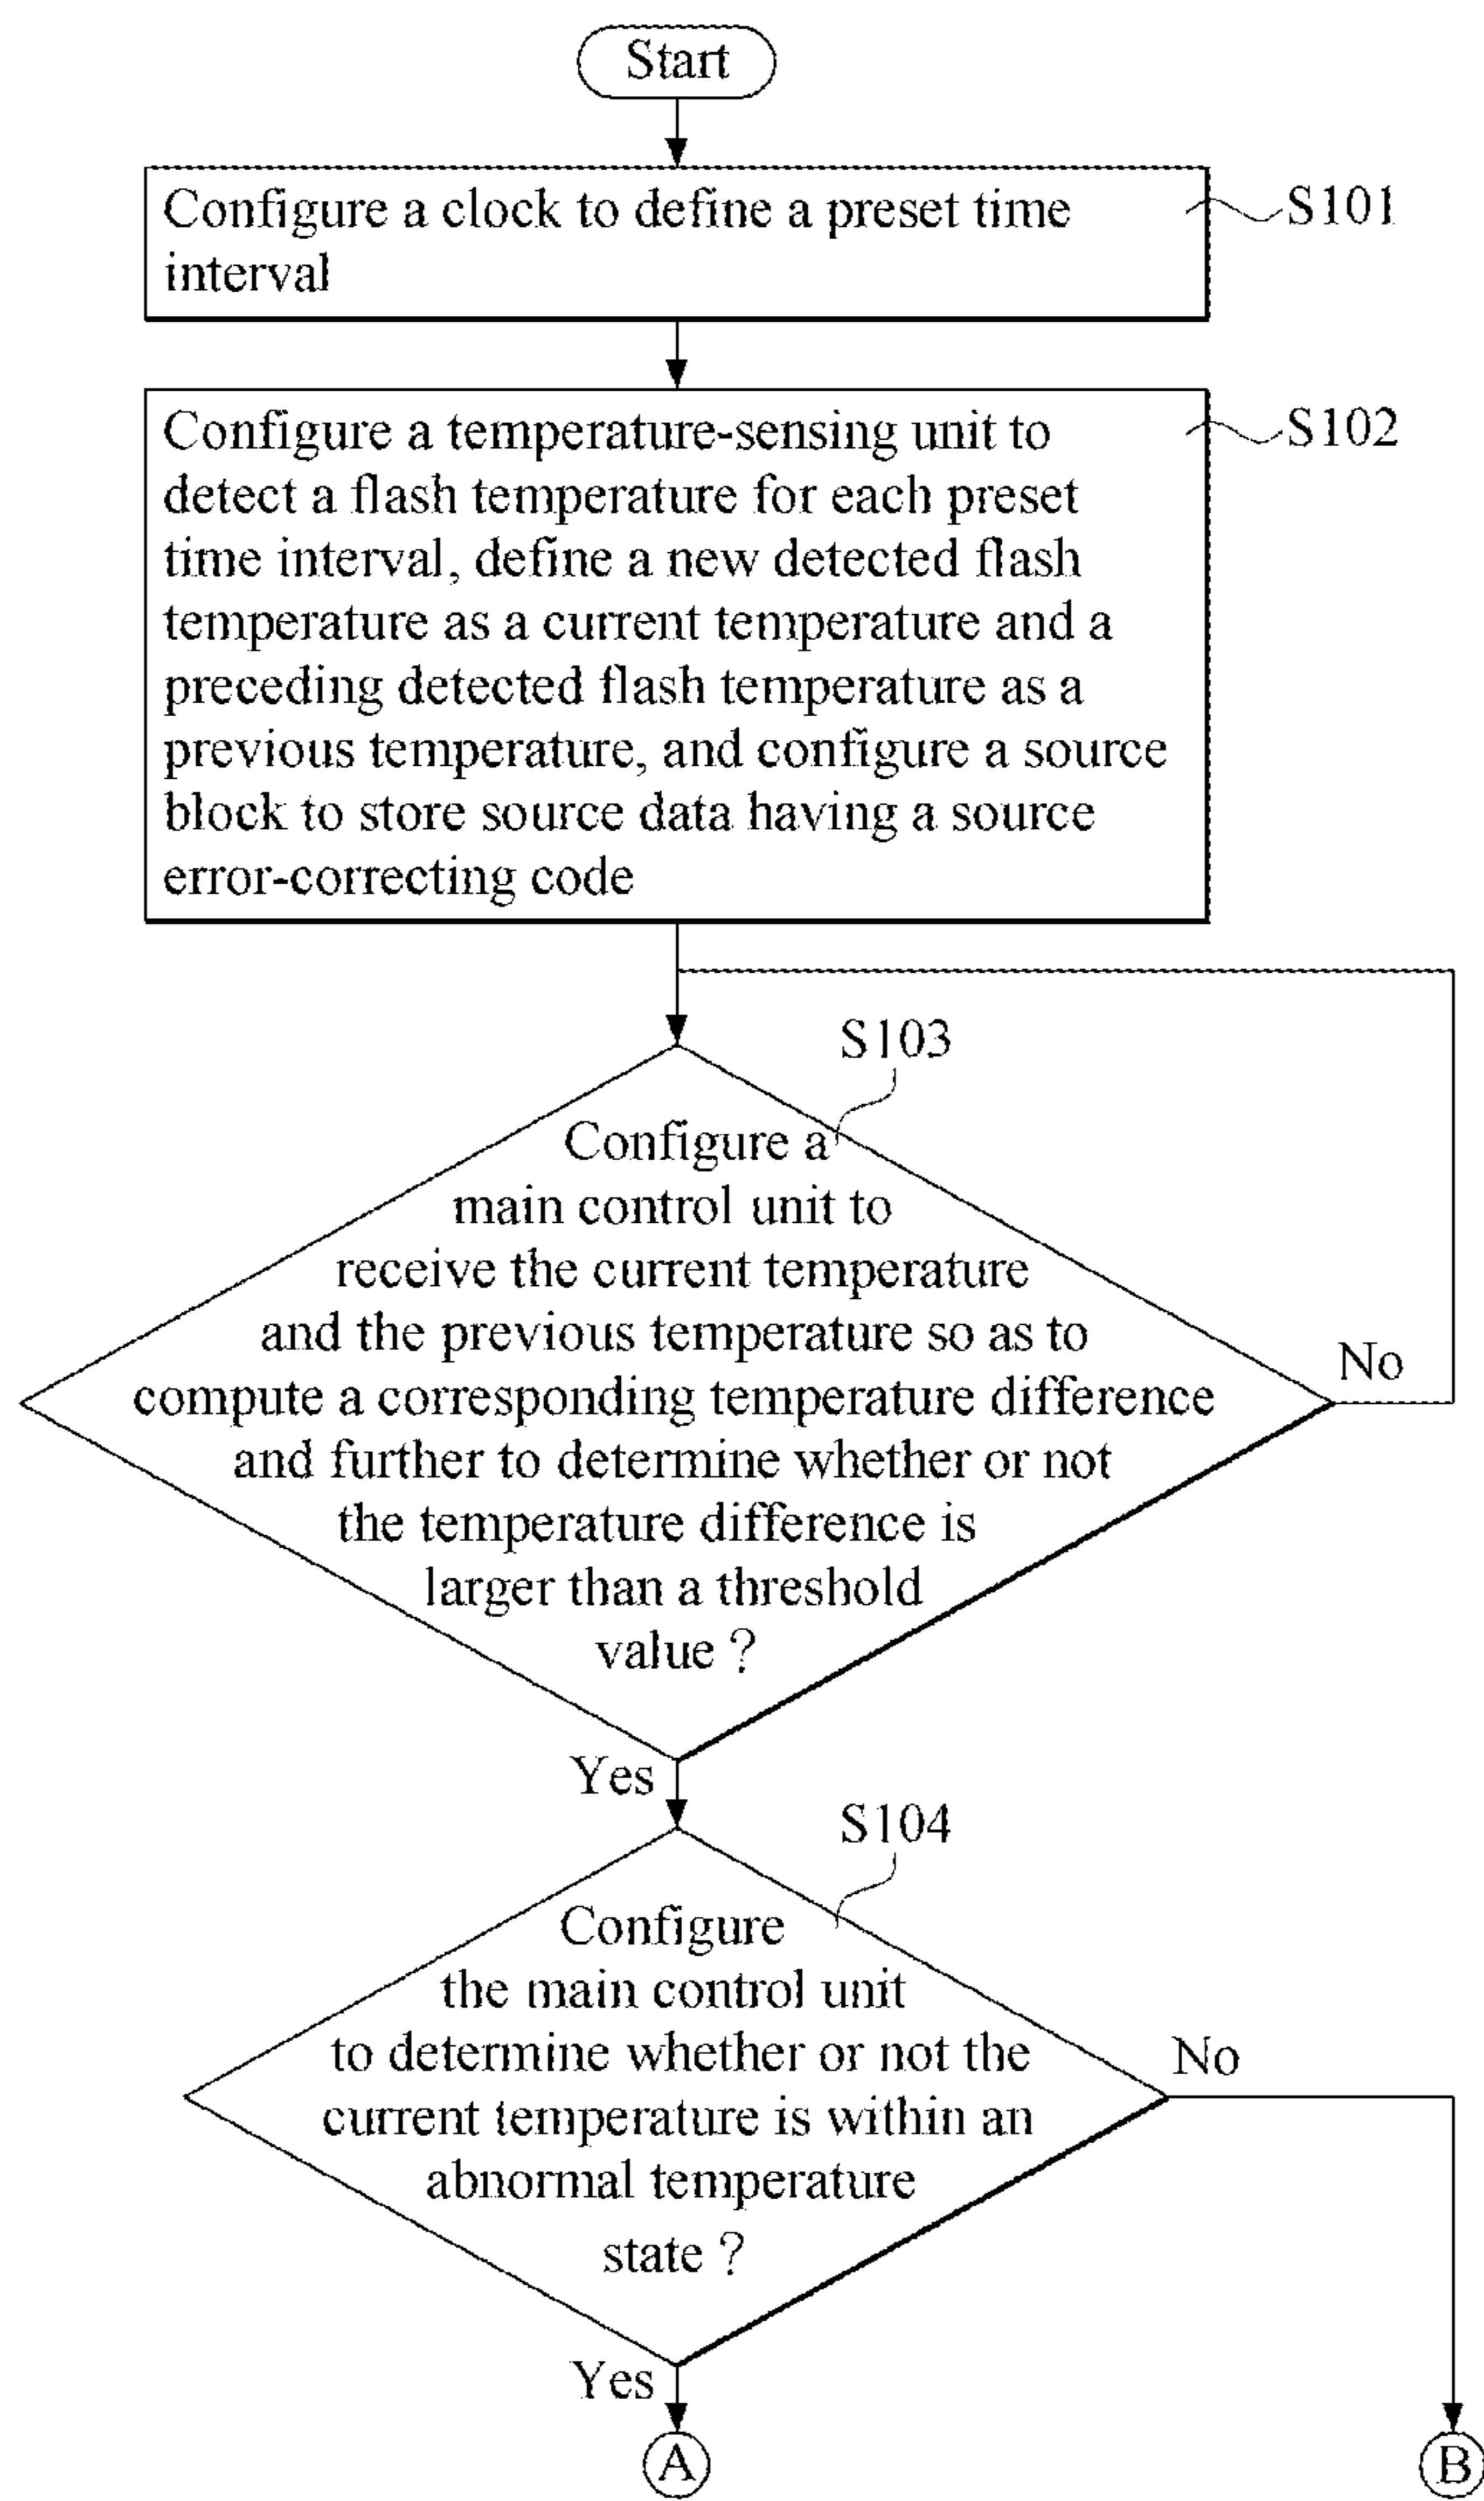 Start
Configure a clock to define a preset time
interval
S101
Configure a temperature-sensing unit to
detect a flash temperature for each preset
time interval, define a new detected flash
temperature as a current temperature and a
preceding detected flash temperature as a
previous temperature, and configure a source
block to store source data having a source
error-correcting code
S102
S103
Configure a
main control unit to
receive the current temperature
and the previous temperature so as to
compute a corresponding temperature difference
and further to determine whether or not
the temperature difference is
larger than a threshold
value ?
No
Yes
S104
Configure
the main control unit
to determine whether or not the
current temperature is within an
abnormal temperature
state ?
No
Yes
A
B